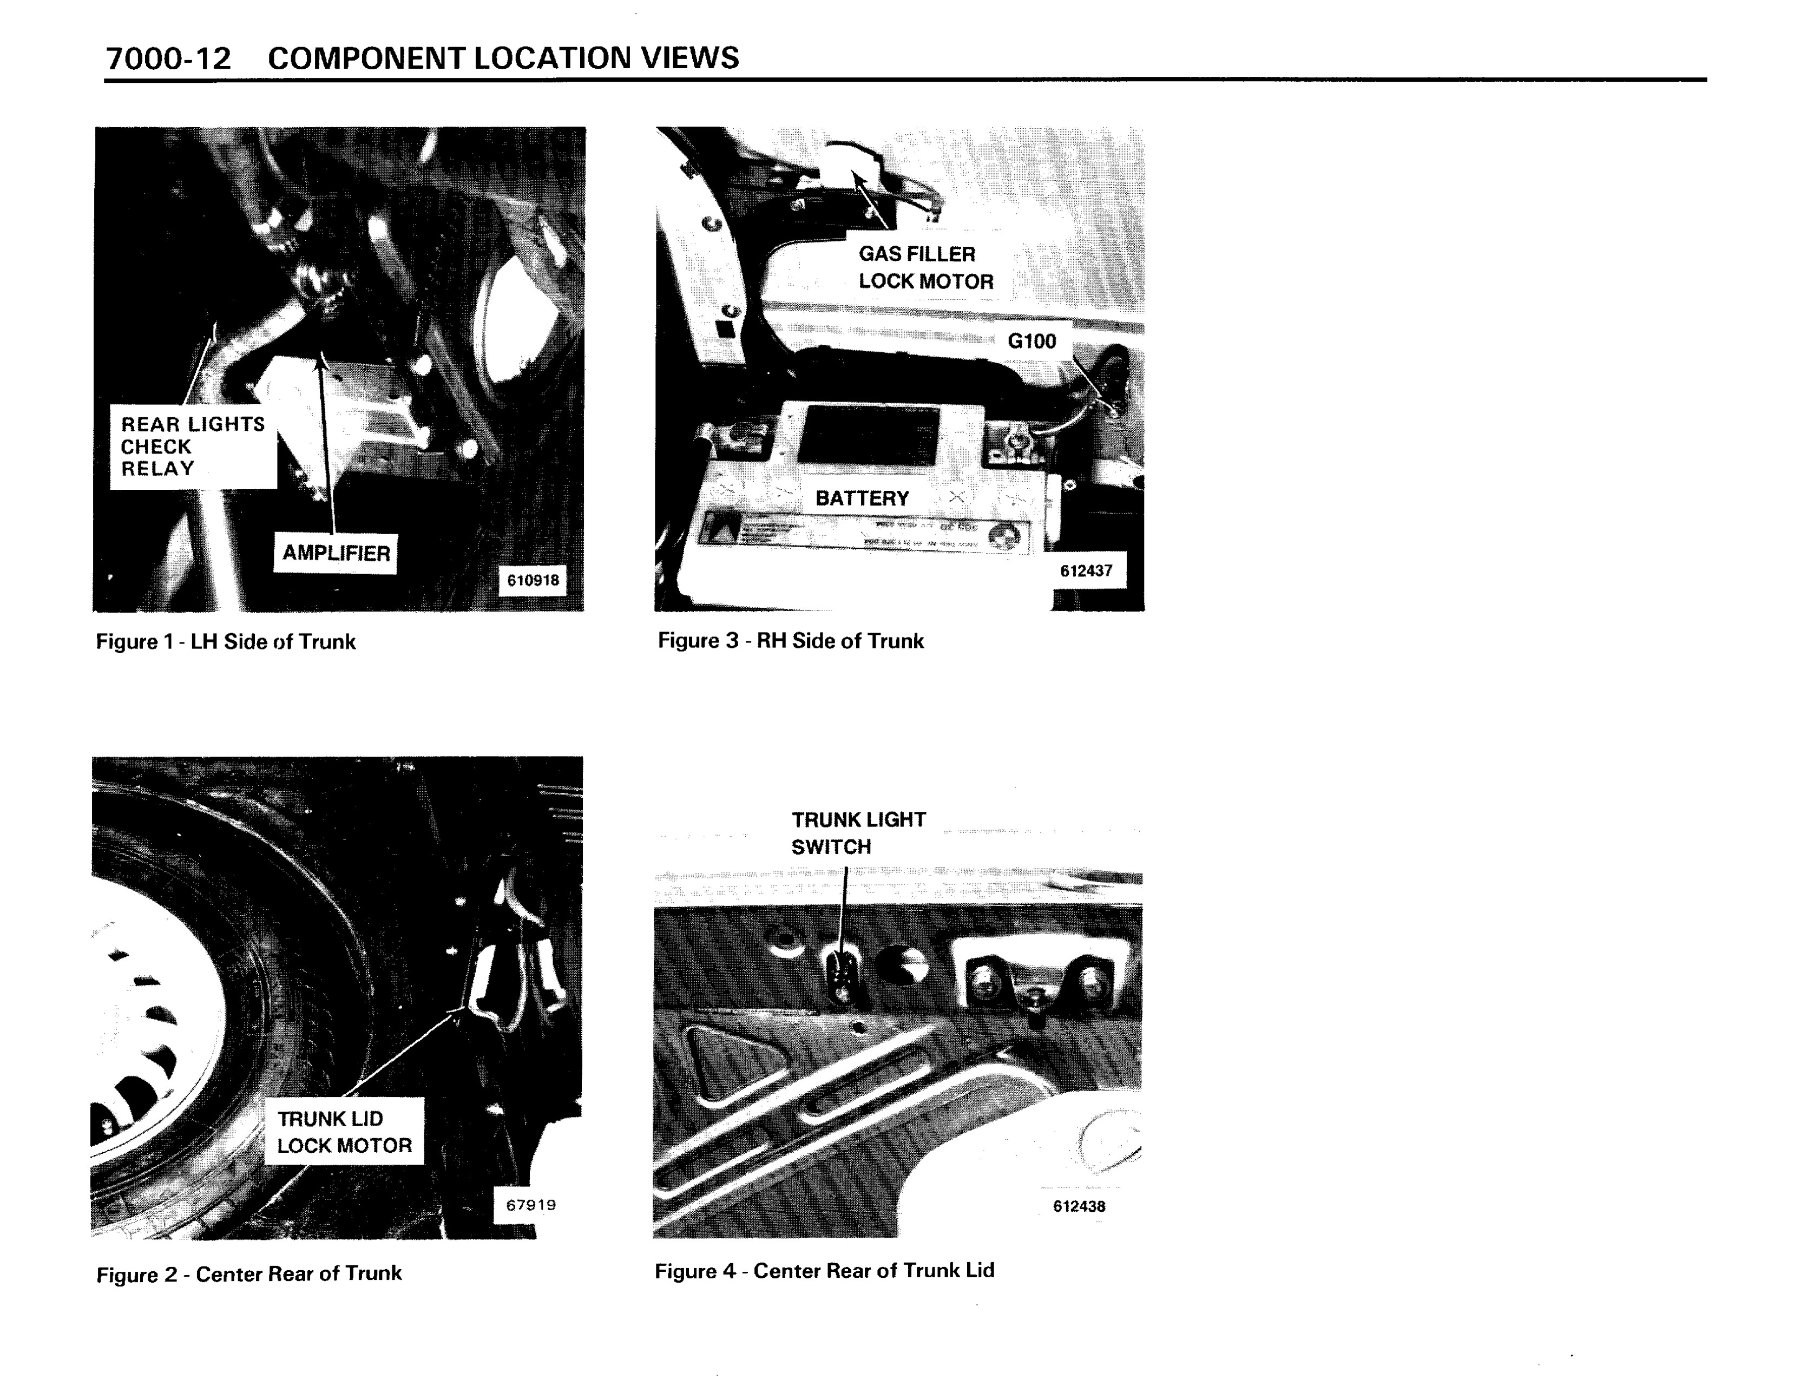 7000-12 COMPONENT LOCATION VIEWS
REAR LIGHTS
CHECK
RELAY
AMPLIFIER
610918
Figure 1 - LH Side of Trunk
GAS FILLER
LOCK MOTOR
G100
BATTERY
612437
Figure 3 - RH Side of Trunk
TRUNK LID
LOCK MOTOR
67919
Figure 2 - Center Rear of Trunk
TRUNK LIGHT
SWITCH
612438
Figure 4 - Center Rear of Trunk Lid